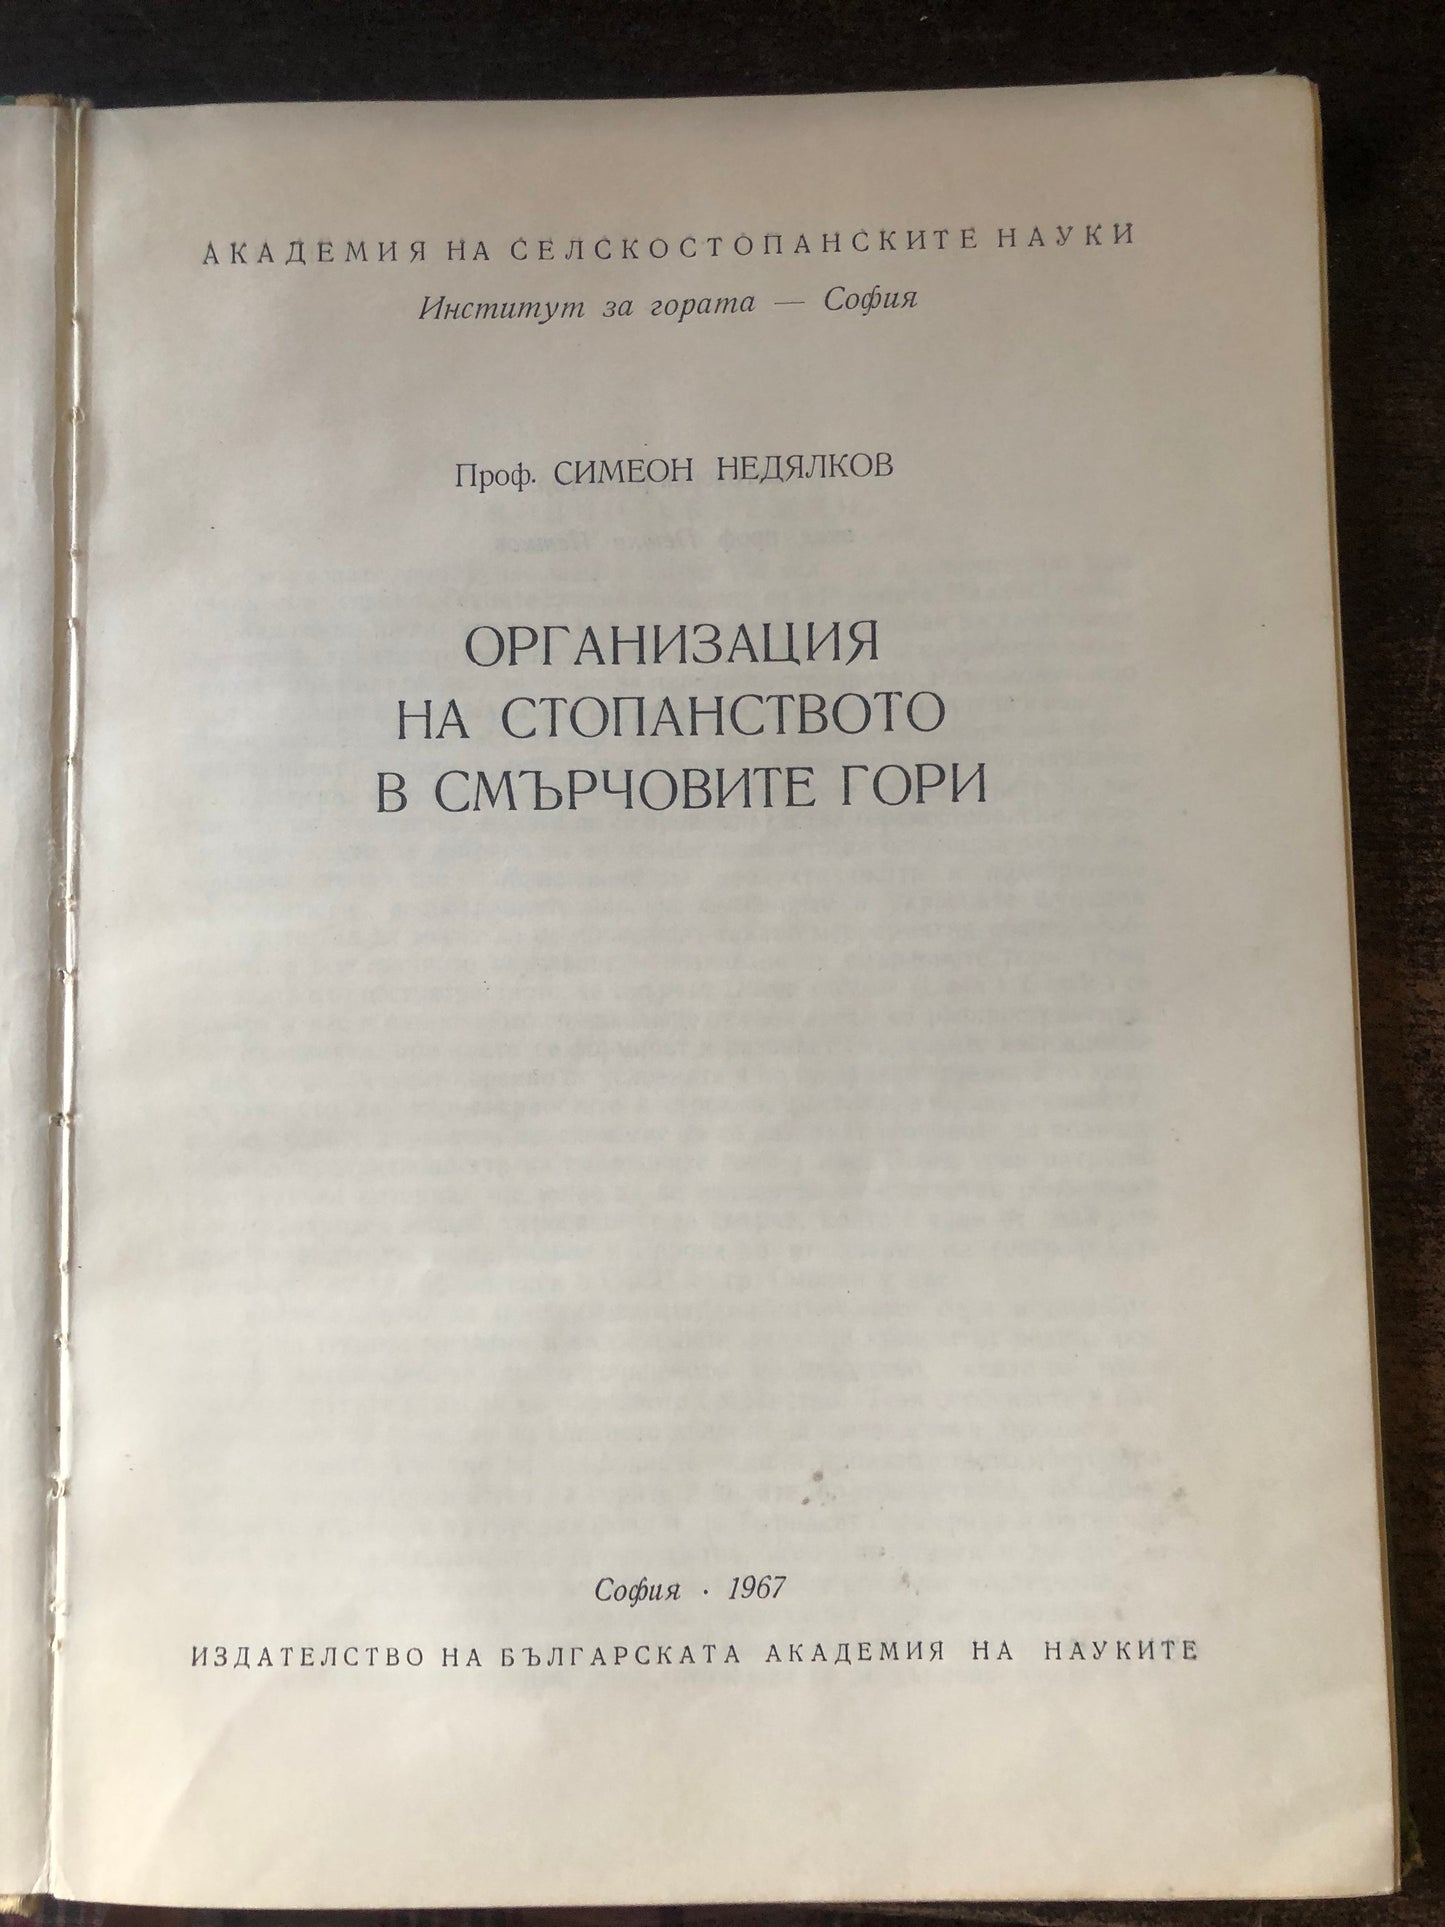 АКАДЕМИЯ НА СЕЛСКОСТОПАНСКИТЕ НАУКИ
Институт за гората — София
Проф. СИМЕОН НЕДЯЛКОВ
ОРГАНИЗАЦИЯ
НА СТОПАНСТВОТО
В СМЪРЧОВИТЕ ГОРИ
София · 1967
ИЗДАТЕЛСТВО НА БЪЛГАРСКАТА АКАДЕМИЯ НА НАУКИТЕ